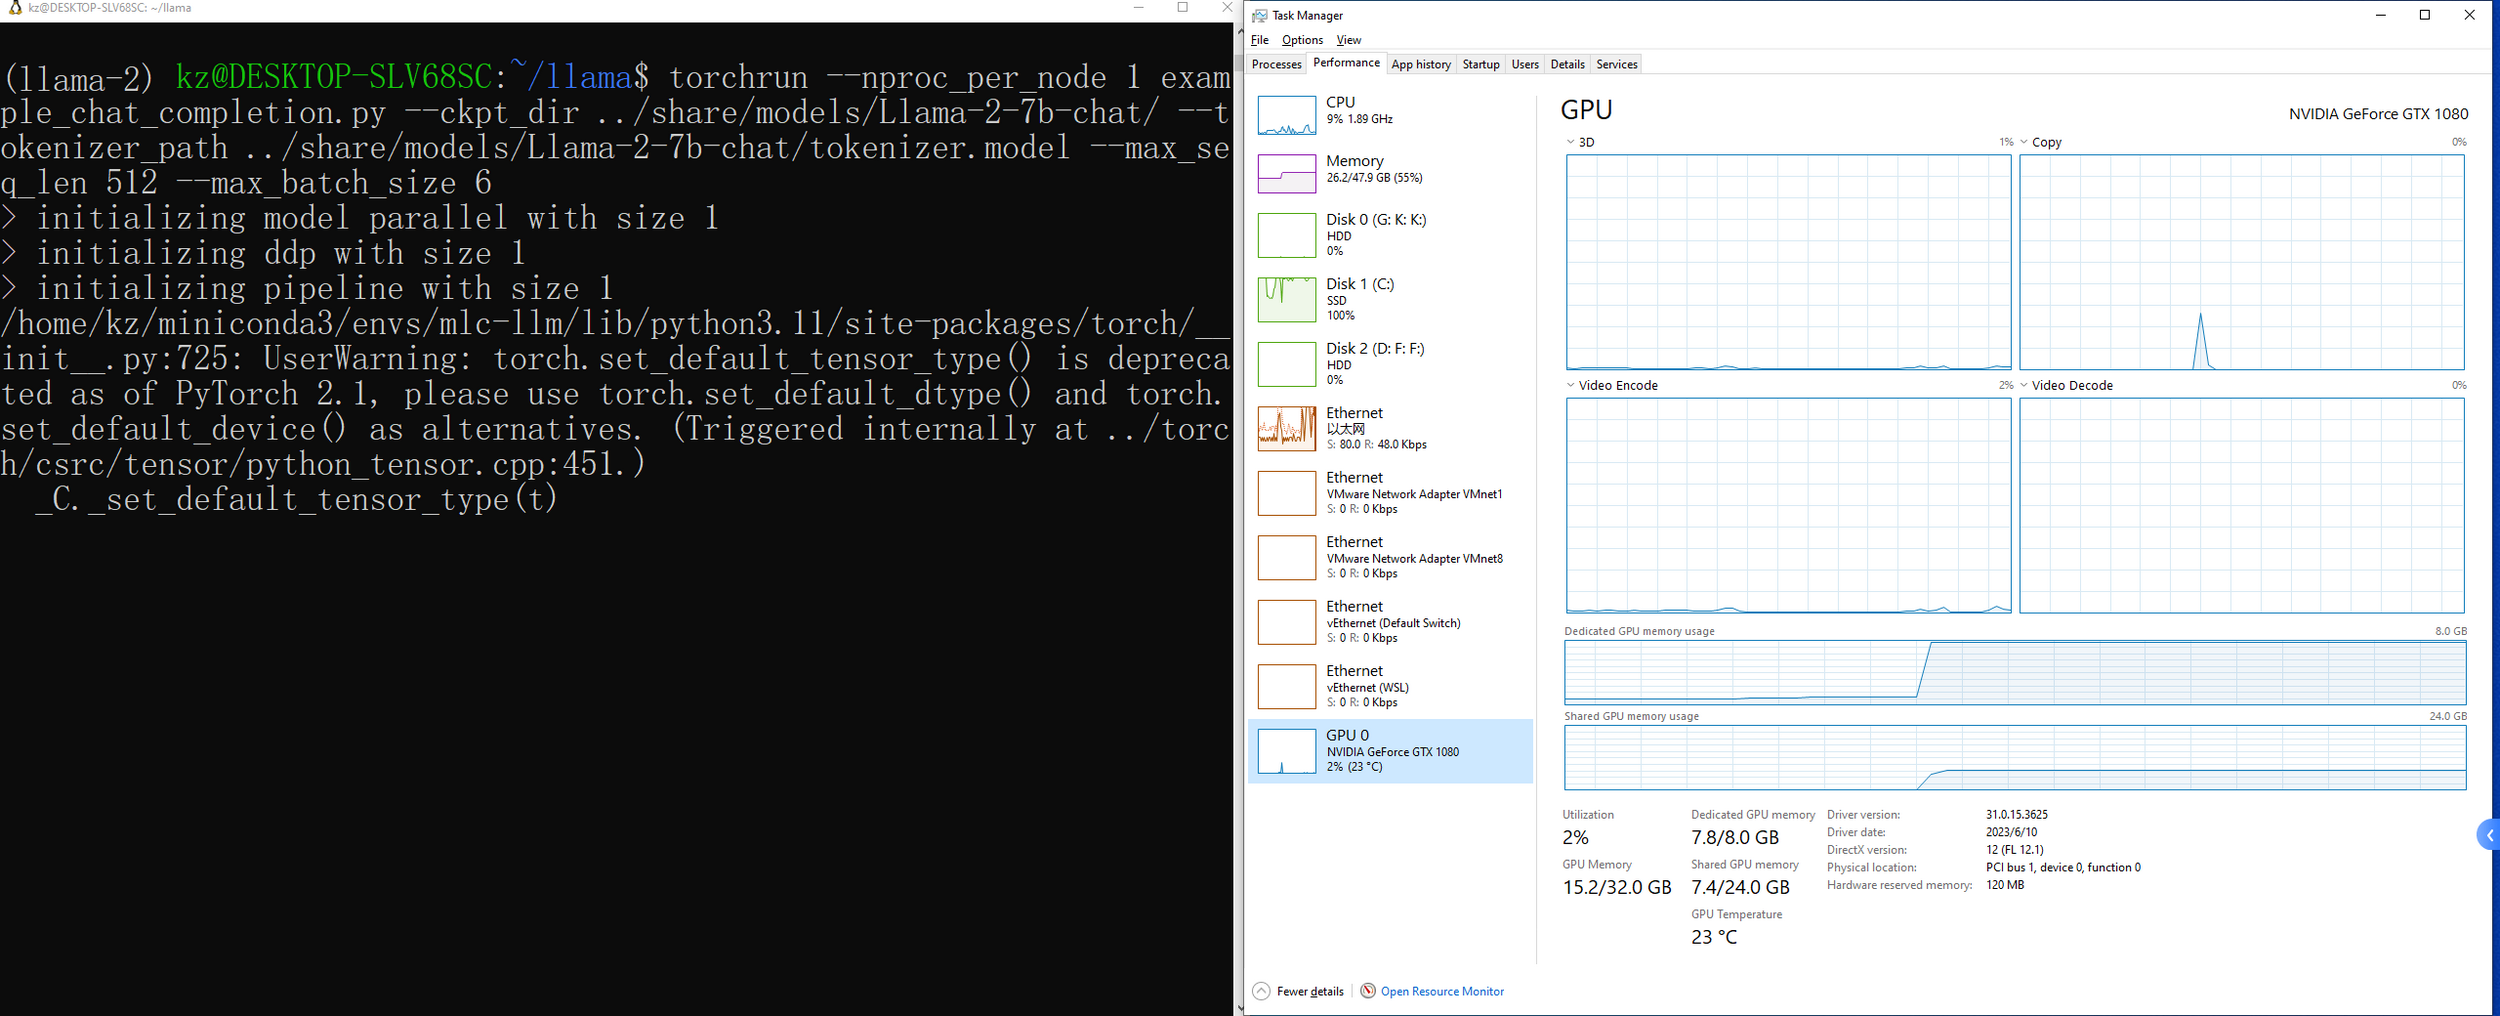 kz@DESKTOP-SLV68SC: ~/llama
(llama-2) kz@DESKTOP-SLV68SC:~/llama$ torchrun --nproc_per_node 1 exam
ple_chat_completion.py --ckpt_dir ../share/models/Llama-2-7b-chat/ --t
okenizer_path ../share/models/Llama-2-7b-chat/tokenizer.model --max_se
q_len 512 --max_batch_size 6
> initializing model parallel with size 1
> initializing ddp with size 1
> initializing pipeline with size 1
/home/kz/miniconda3/envs/mlc-llm/lib/python3.11/site-packages/torch/__
init__.py:725: UserWarning: torch.set_default_tensor_type() is depreca
ted as of PyTorch 2.1, please use torch.set_default_dtype() and torch.
set_default_device() as alternatives. (Triggered internally at ../torc
h/csrc/tensor/python_tensor.cpp:451.)
_C._set_default_tensor_type(t)
Task Manager
File Options View
Processes Performance App history Startup Users Details Services
CPU
9% 1.89 GHz
Memory
26.2/47.9 GB (55%)
Disk 0 (G: K: K:)
HDD
0%
Disk 1 (C:)
SSD
100%
Disk 2 (D: F: F:)
HDD
0%
Ethernet
以太网
S: 80.0 R: 48.0 Kbps
Ethernet
VMware Network Adapter VMnet1
S: 0 R: 0 Kbps
Ethernet
VMware Network Adapter VMnet8
S: 0 R: 0 Kbps
Ethernet
vEthernet (Default Switch)
S: 0 R: 0 Kbps
Ethernet
vEthernet (WSL)
S: 0 R: 0 Kbps
GPU 0
NVIDIA GeForce GTX 1080
2% (23 °C)
GPU NVIDIA GeForce GTX 1080
3D 1% Copy 0%
Video Encode 2% Video Decode 0%
Dedicated GPU memory usage 8.0 GB
Shared GPU memory usage 24.0 GB
Utilization
2%
GPU Memory
15.2/32.0 GB
Dedicated GPU memory
7.8/8.0 GB
Shared GPU memory
7.4/24.0 GB
GPU Temperature
23 °C
Driver version: 31.0.15.3625
Driver date: 2023/6/10
DirectX version: 12 (FL 12.1)
Physical location: PCI bus 1, device 0, function 0
Hardware reserved memory: 120 MB
Fewer details Open Resource Monitor